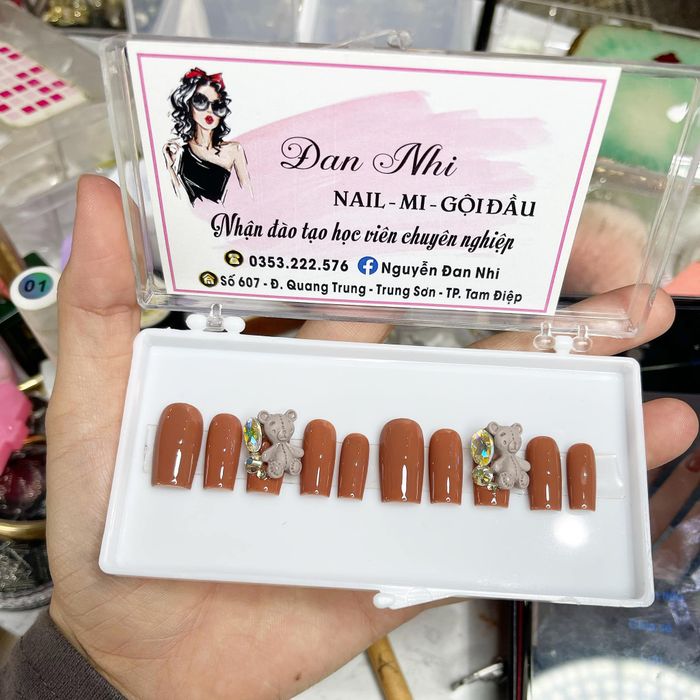 Đan Nhi
NAIL - MI - GỘI ĐẦU
Nhận đào tạo học viên chuyên nghiệp
0353.222.576 Nguyễn Đan Nhi
Số 607 - Đ. Quang Trung - Trung Sơn - TP. Tam Điệp
01